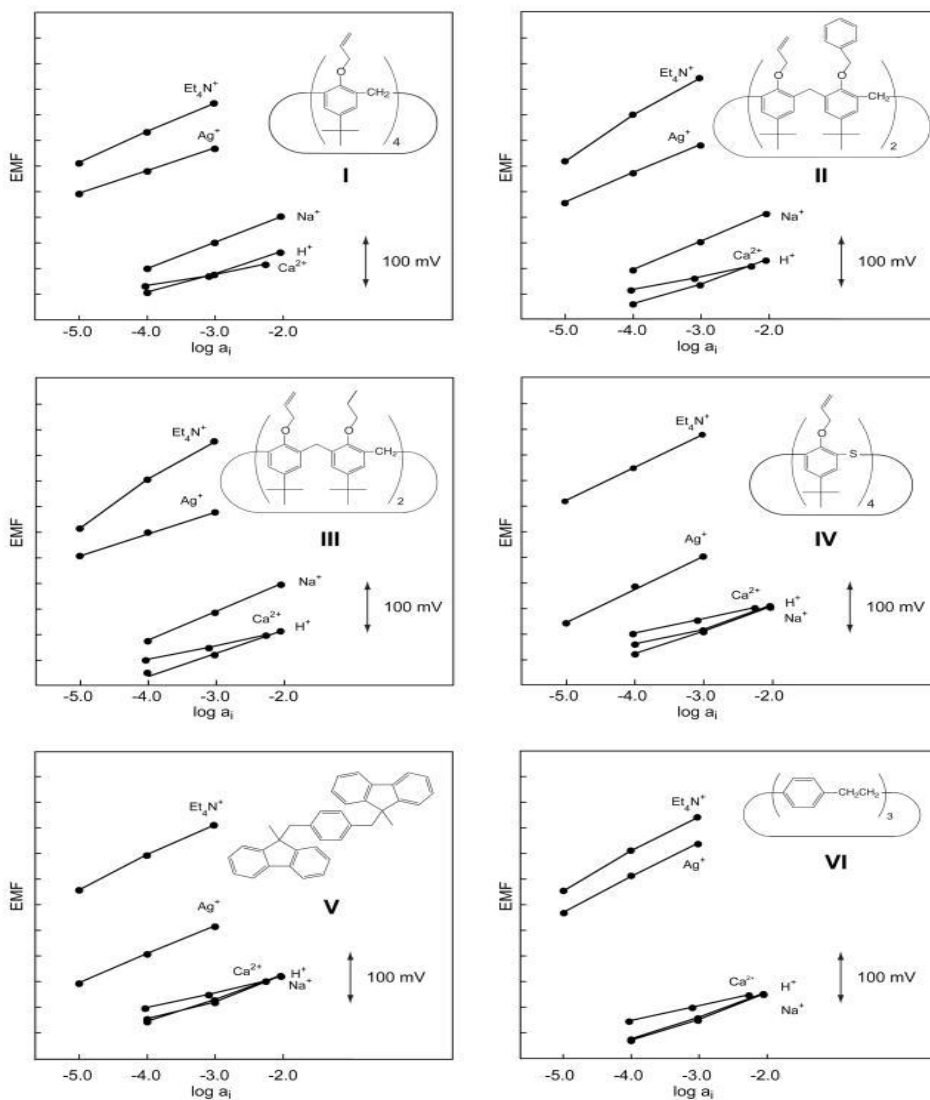 Et₄N⁺
Ag⁺
Na⁺
H⁺
Ca²⁺
O
CH₂
4
I
100 mV
EMF
-5.0 -4.0 -3.0 -2.0
log aᵢ
Et₄N⁺
Ag⁺
Na⁺
Ca²⁺
H⁺
O
O
CH₂
2
II
100 mV
EMF
-5.0 -4.0 -3.0 -2.0
log aᵢ
Et₄N⁺
Ag⁺
Na⁺
Ca²⁺
H⁺
O
O
CH₂
2
III
100 mV
EMF
-5.0 -4.0 -3.0 -2.0
log aᵢ
Et₄N⁺
Ag⁺
Ca²⁺
H⁺
Na⁺
O
S
4
IV
100 mV
EMF
-5.0 -4.0 -3.0 -2.0
log aᵢ
Et₄N⁺
Ag⁺
Ca²⁺
H⁺
Na⁺
V
100 mV
EMF
-5.0 -4.0 -3.0 -2.0
log aᵢ
Et₄N⁺
Ag⁺
Ca²⁺
H⁺
Na⁺
CH₂CH₂
3
VI
100 mV
EMF
-5.0 -4.0 -3.0 -2.0
log aᵢ